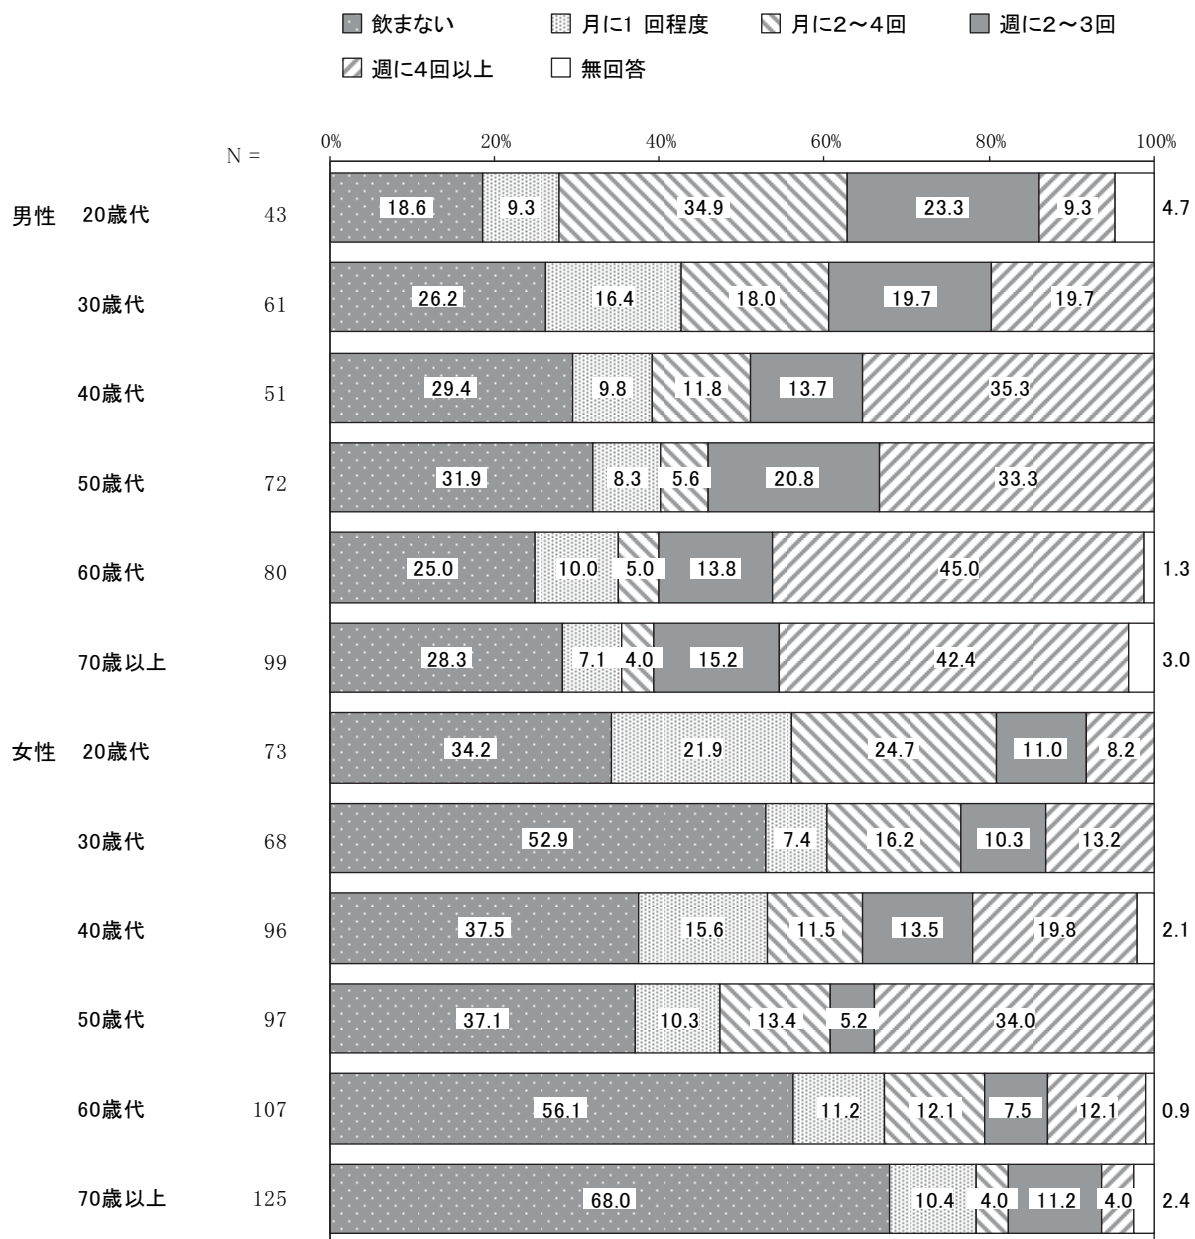 飲まない 月に1 回程度 月に2～4回 週に2～3回
週に4回以上 無回答
N = 0% 20% 40% 60% 80% 100%
男性 20歳代 43 18.6 9.3 34.9 23.3 9.3 4.7
30歳代 61 26.2 16.4 18.0 19.7 19.7
40歳代 51 29.4 9.8 11.8 13.7 35.3
50歳代 72 31.9 8.3 5.6 20.8 33.3
60歳代 80 25.0 10.0 5.0 13.8 45.0 1.3
70歳以上 99 28.3 7.1 4.0 15.2 42.4 3.0
女性 20歳代 73 34.2 21.9 24.7 11.0 8.2
30歳代 68 52.9 7.4 16.2 10.3 13.2
40歳代 96 37.5 15.6 11.5 13.5 19.8 2.1
50歳代 97 37.1 10.3 13.4 5.2 34.0
60歳代 107 56.1 11.2 12.1 7.5 12.1 0.9
70歳以上 125 68.0 10.4 4.0 11.2 4.0 2.4